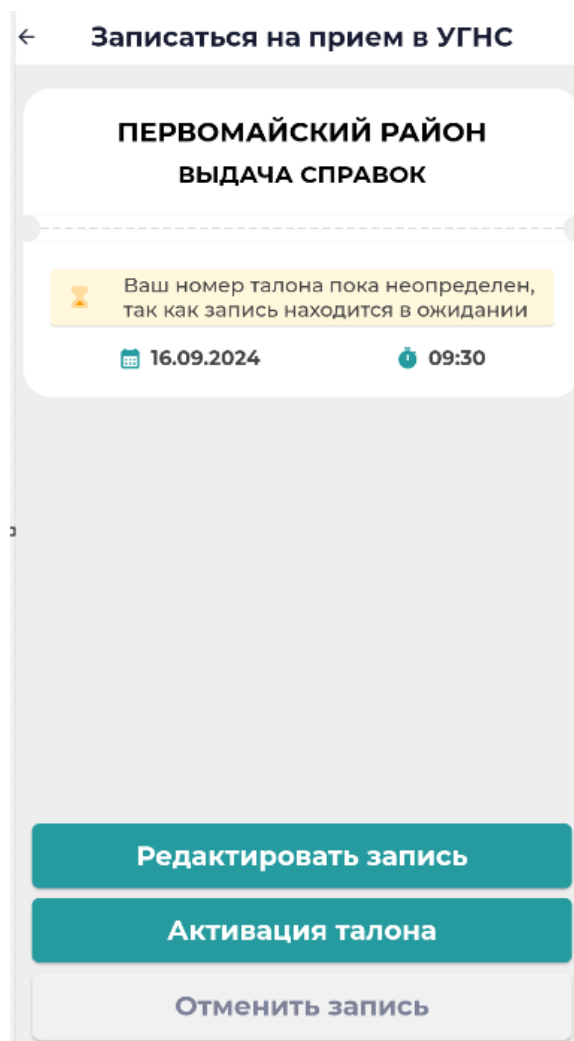 Записаться на прием в УГНС
ПЕРВОМАЙСКИЙ РАЙОН
ВЫДАЧА СПРАВОК
Ваш номер талона пока неопределен,
так как запись находится в ожидании
16.09.2024 09:30
Редактировать запись
Активация талона
Отменить запись